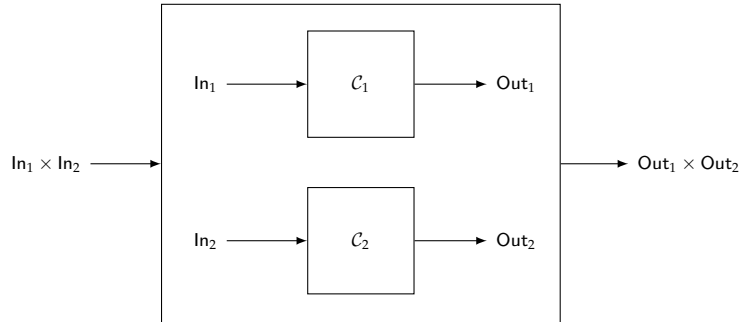 In₁ 𝒞₁ Out₁
In₁ × In₂ Out₁ × Out₂
In₂ 𝒞₂ Out₂